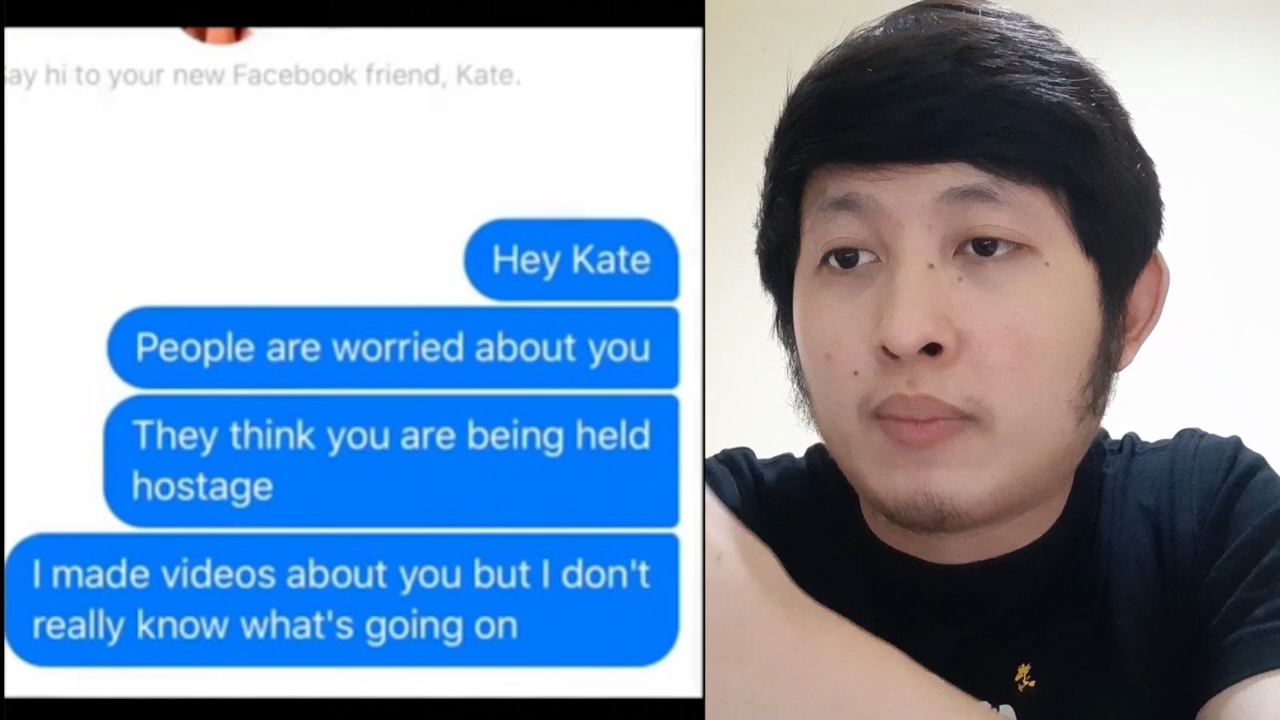 ay hi to your new Facebook friend, Kate.
Hey Kate
People are worried about you
They think you are being held
hostage
I made videos about you but I don't
really know what's going on